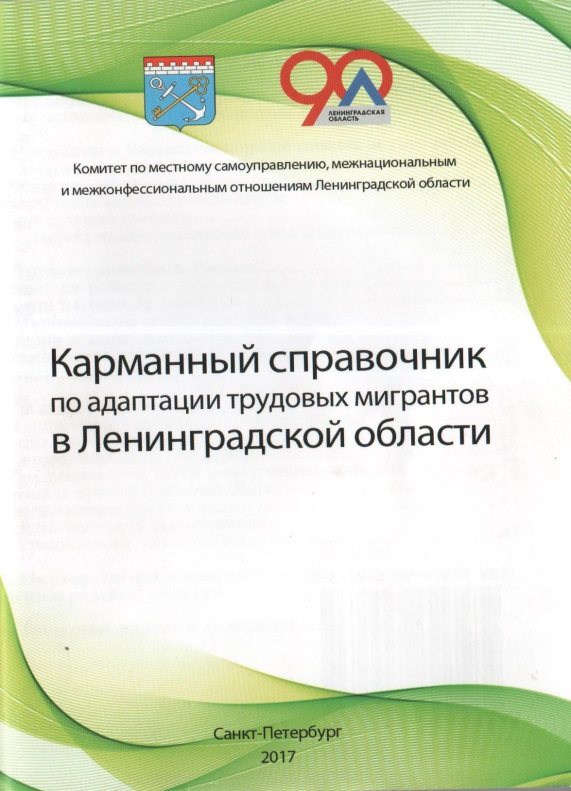 90
ЛЕНИНГРАДСКАЯ
ОБЛАСТЬ
Комитет по местному самоуправлению, межнациональным
и межконфессиональным отношениям Ленинградской области
Карманный справочник
по адаптации трудовых мигрантов
в Ленинградской области
Санкт-Петербург
2017